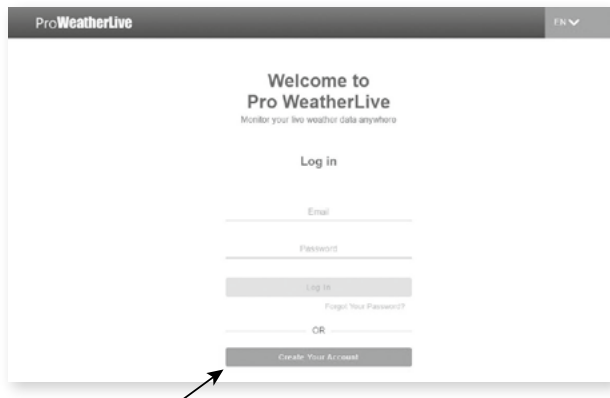 ProWeatherLive
EN
Welcome to
Pro WeatherLive
Monitor your live weather data anywhere
Log in
Email
Password
Log In
Forgot Your Password?
OR
Create Your Account